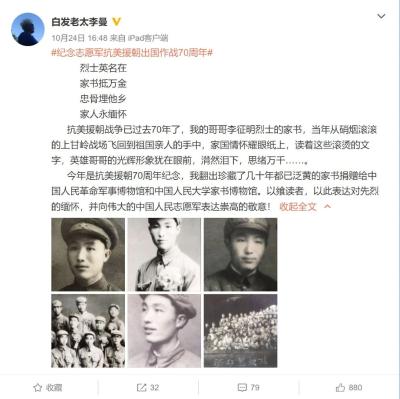 白发老太李曼
10月24日 16:48 来自 iPad客户端
#纪念志愿军抗美援朝出国作战70周年#
烈士英名在
家书抵万金
忠骨埋他乡
家人永缅怀
抗美援朝战争已过去70年了，我的哥哥李征明烈士的家书，当年从硝烟滚滚
的上甘岭战场飞回到祖国亲人的手中，家国情怀耀眼纸上，读着这些滚烫的文
字，英雄哥哥的光辉形象犹在眼前，潸然泪下，思绪万千……。
今年是抗美援朝70周年纪念，我翻出珍藏了几十年都已泛黄的家书捐赠给中
国人民革命军事博物馆和中国人民大学家书博物馆。以飨读者，以此表达对先烈
的缅怀，并向伟大的中国人民志愿军表达崇高的敬意！ 收起全文
收藏 32 79 880